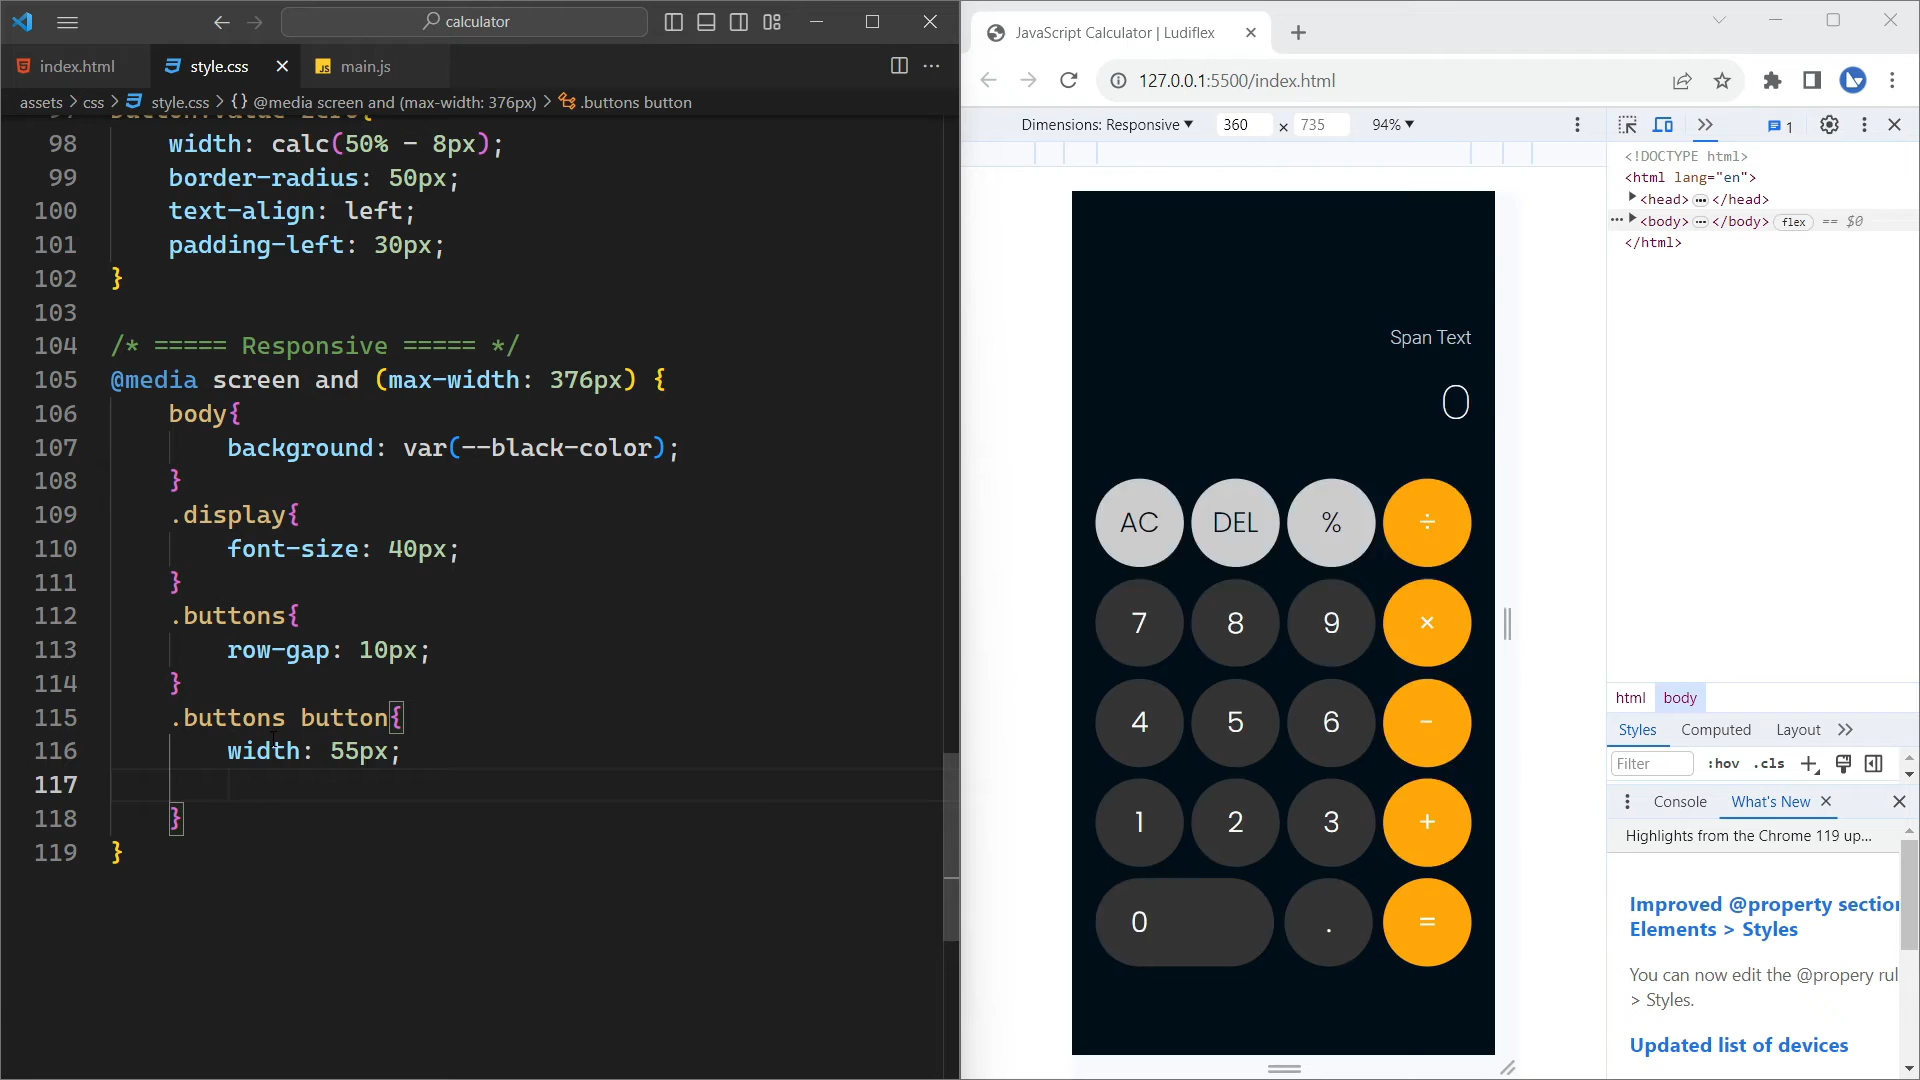 calculator
index.html
style.css
JS main.js
assets > css > style.css > {} @media screen and (max-width: 376px) > .buttons button
98 width: calc(50% - 8px);
99 border-radius: 50px;
100 text-align: left;
101 padding-left: 30px;
102 }
103
104 /* ===== Responsive ===== */
105 @media screen and (max-width: 376px) {
106 body{
107 background: var(--black-color);
108 }
109 .display{
110 font-size: 40px;
111 }
112 .buttons{
113 row-gap: 10px;
114 }
115 .buttons button{
116 width: 55px;
117
118 }
119 }
JavaScript Calculator | Ludiflex
127.0.0.1:5500/index.html
Dimensions: Responsive 360 × 735 94%
Span Text
0
AC DEL % ÷
7 8 9 ×
4 5 6 -
1 2 3 +
0 . =
1
<!DOCTYPE html>
<html lang="en">
<head> </head>
<body> </body> flex == $0
</html>
html body
Styles Computed Layout
Filter :hov .cls
Console What's New
Highlights from the Chrome 119 up...
Improved @property section
Elements > Styles
You can now edit the @propery rul
> Styles.
Updated list of devices